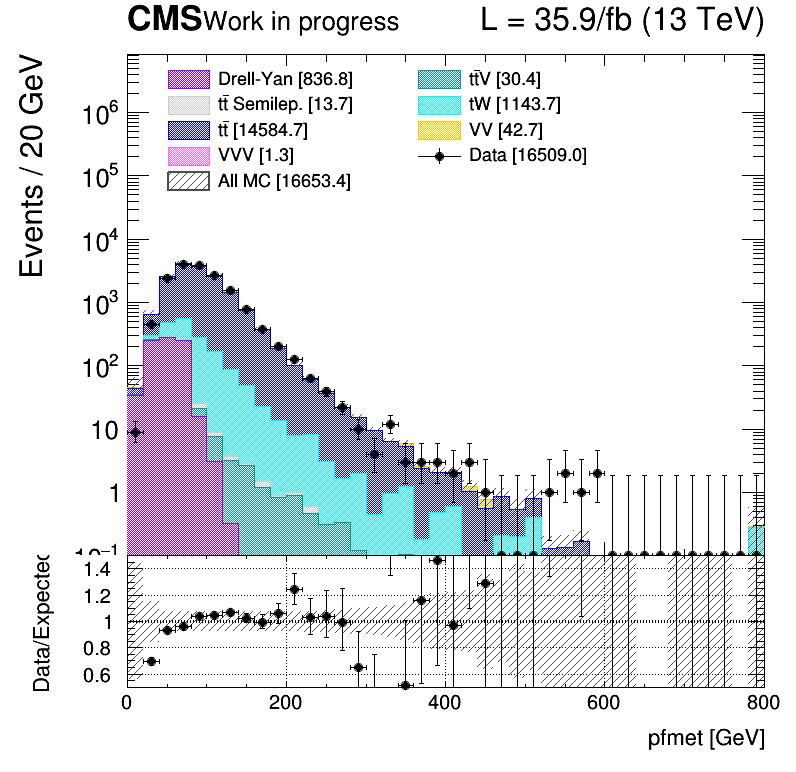 CMS Work in progress L = 35.9/fb (13 TeV)
Events / 20 GeV
Drell-Yan [836.8]
tt̄ Semilep. [13.7]
tt̄ [14584.7]
VVV [1.3]
All MC [16653.4]
tt̄V [30.4]
tW [1143.7]
VV [42.7]
Data [16509.0]
10⁶
10⁵
10⁴
10³
10²
10
1
10⁻¹
Data/Expected
1.4
1.2
1
0.8
0.6
0 200 400 600 800
pfmet [GeV]